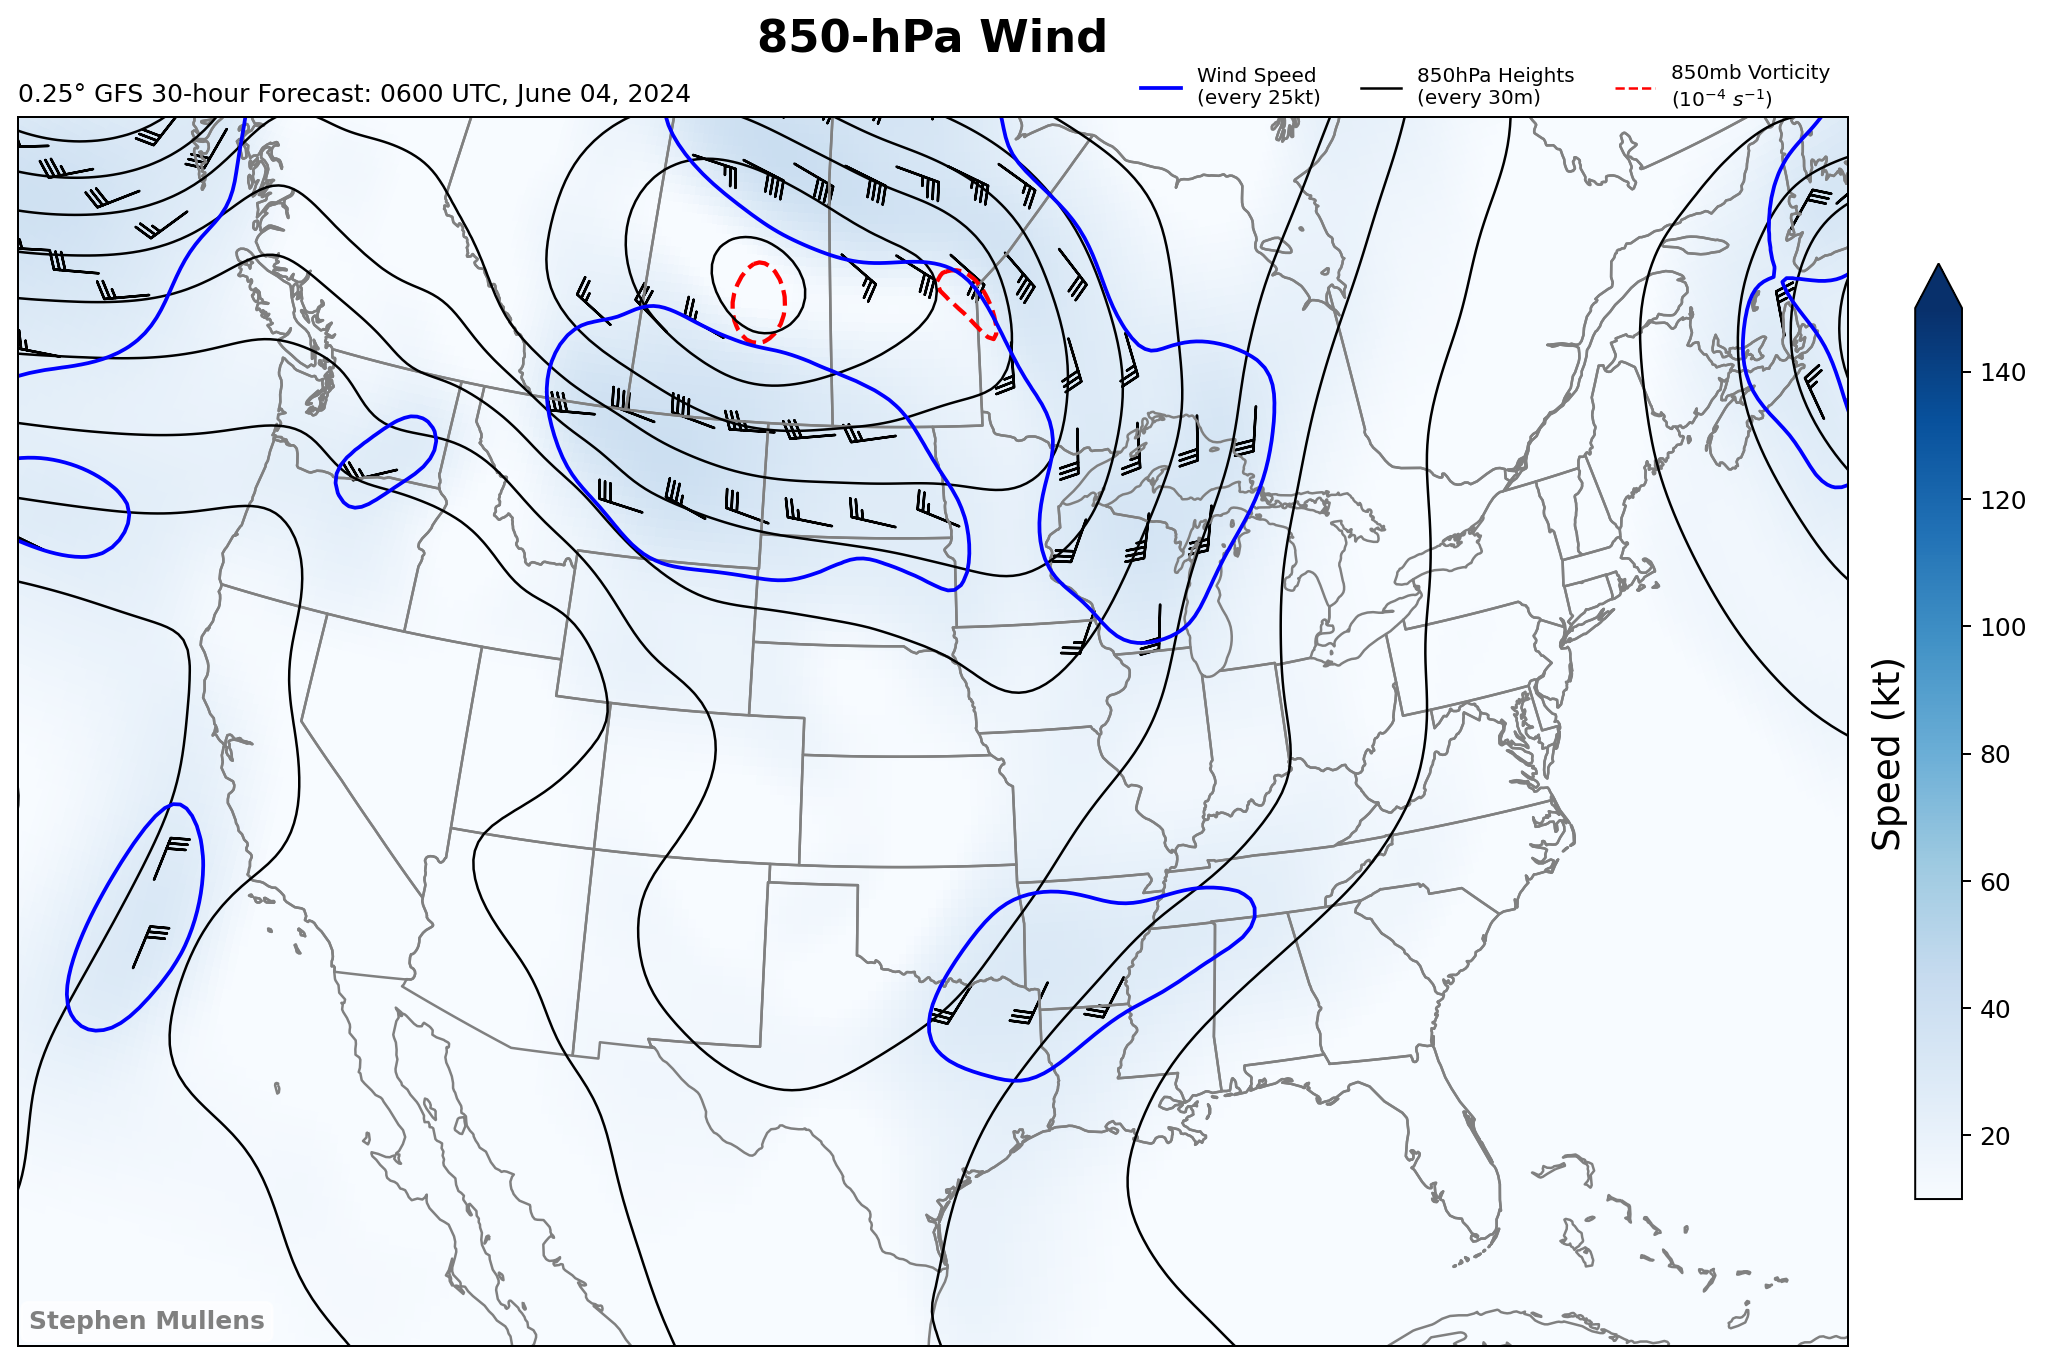 850-hPa Wind
0.25° GFS 30-hour Forecast: 0600 UTC, June 04, 2024
Wind Speed
(every 25kt)
850hPa Heights
(every 30m)
850mb Vorticity
(10⁻⁴ s⁻¹)
140
120
100
80
60
40
20
Speed (kt)
Stephen Mullens